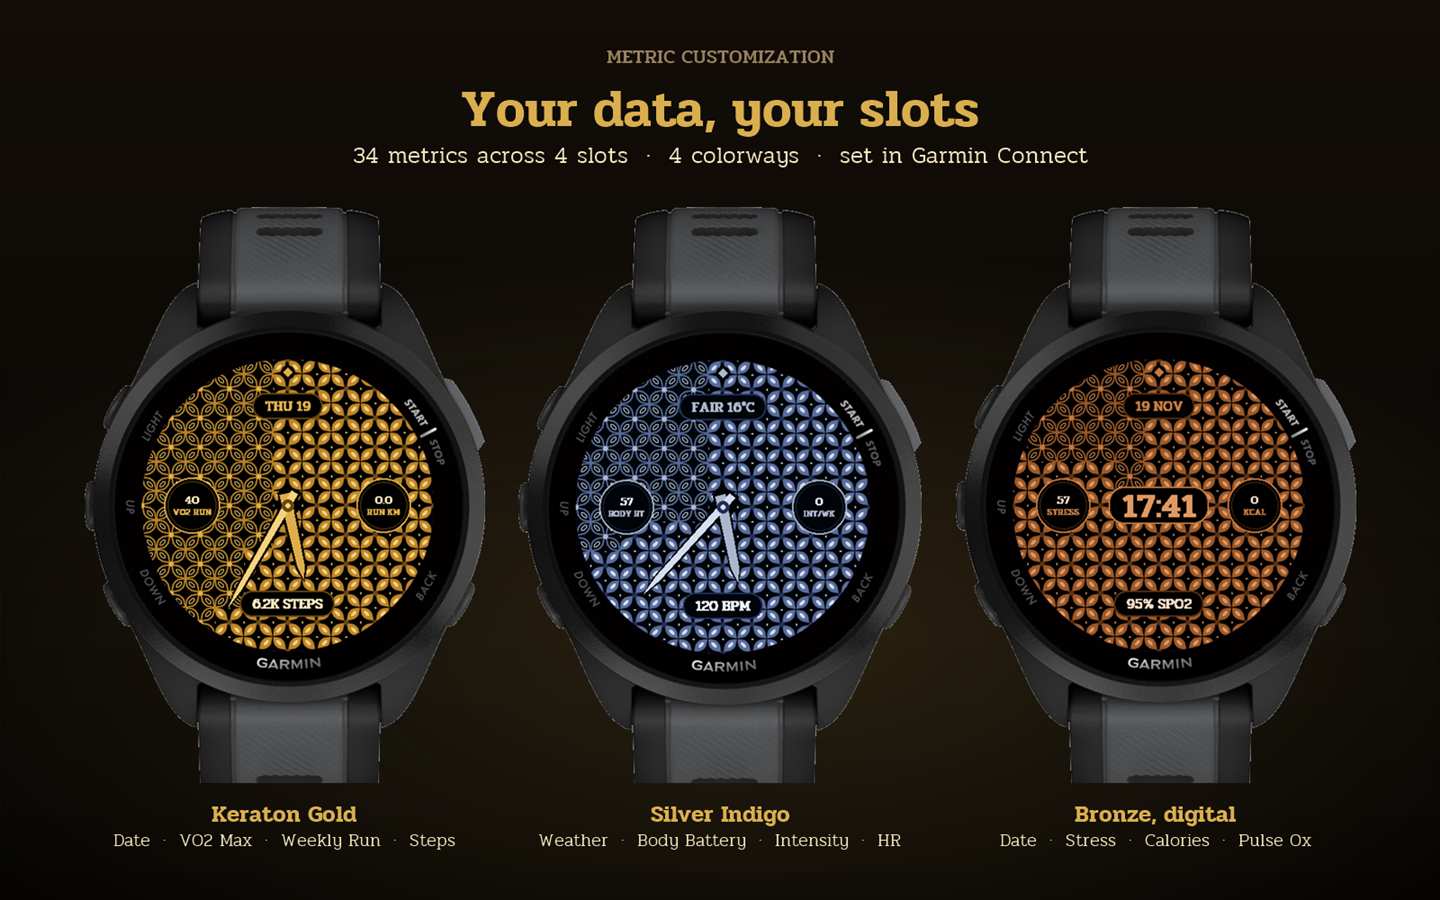 METRIC CUSTOMIZATION
Your data, your slots
34 metrics across 4 slots · 4 colorways · set in Garmin Connect
LIGHT
START
STOP
UP
DOWN
BACK
THU 19
40
VO2 RUN
0.0
RUN KM
6.2K STEPS
GARMIN
LIGHT
START
STOP
UP
DOWN
BACK
FAIR 16°C
57
BODY BT
0
INT/WK
120 BPM
GARMIN
LIGHT
START
STOP
UP
DOWN
BACK
19 NOV
57
STRESS
17:41
0
KCAL
95% SPO2
GARMIN
Keraton Gold
Date · VO2 Max · Weekly Run · Steps
Silver Indigo
Weather · Body Battery · Intensity · HR
Bronze, digital
Date · Stress · Calories · Pulse Ox